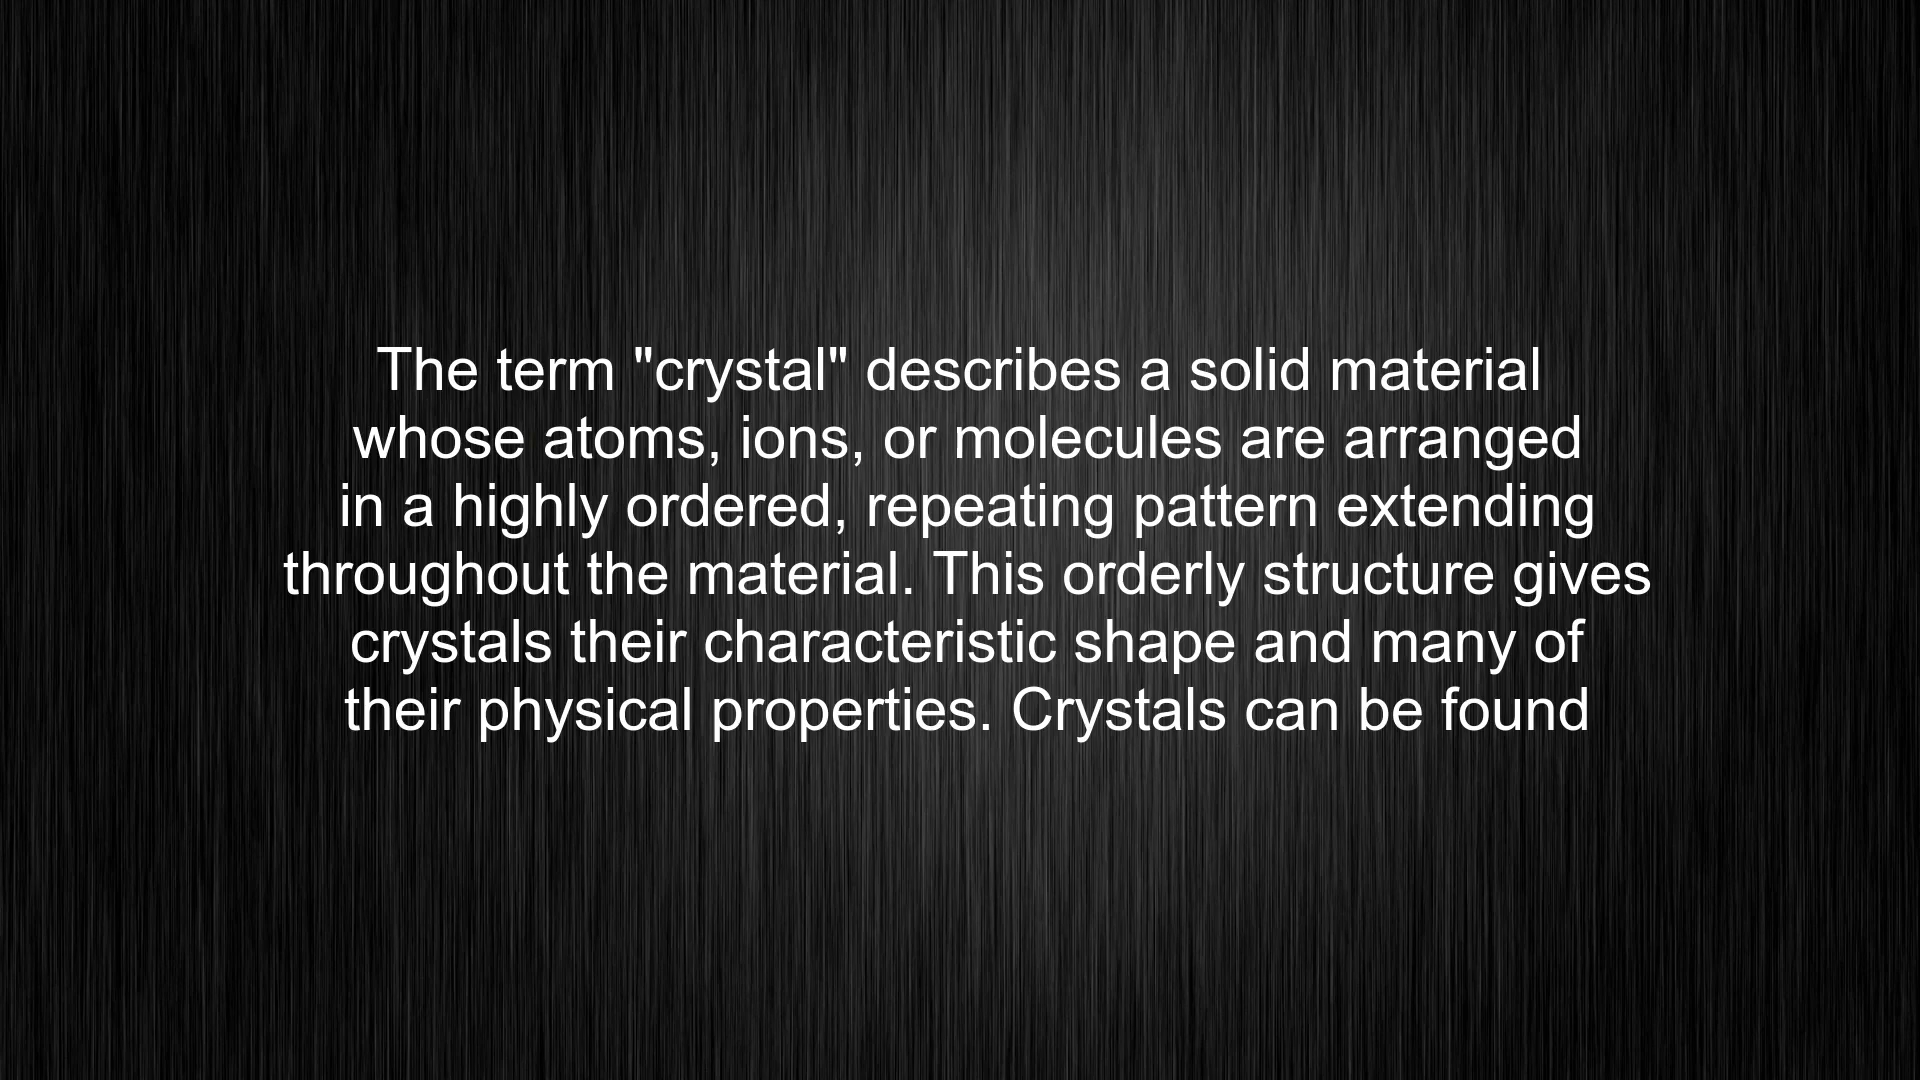 The term "crystal" describes a solid material
whose atoms, ions, or molecules are arranged
in a highly ordered, repeating pattern extending
throughout the material. This orderly structure gives
crystals their characteristic shape and many of
their physical properties. Crystals can be found